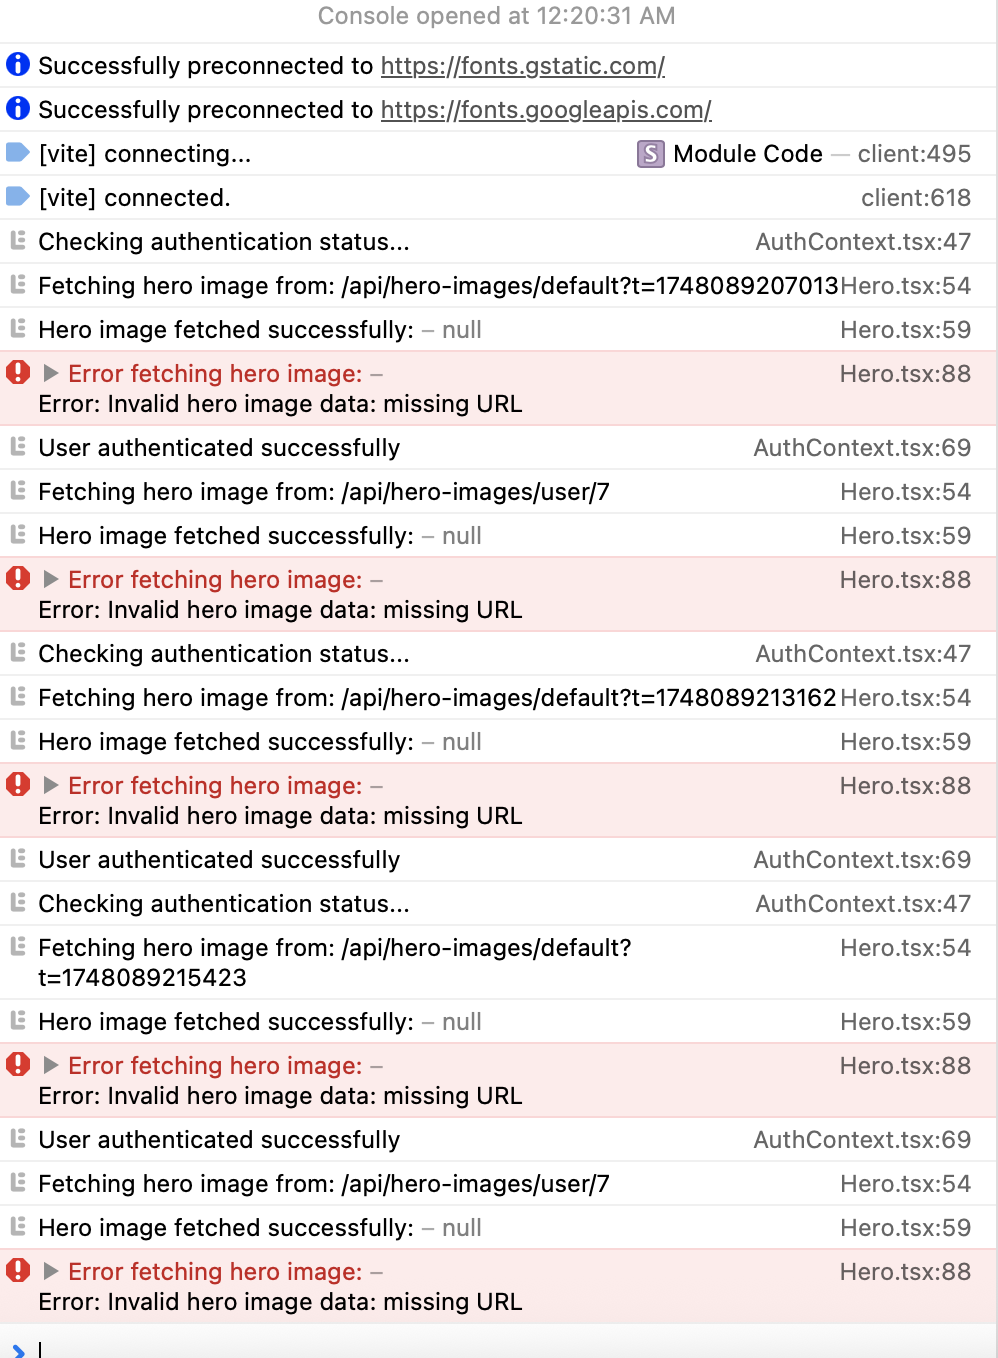 Console opened at 12:20:31 AM
Successfully preconnected to https://fonts.gstatic.com/
Successfully preconnected to https://fonts.googleapis.com/
[vite] connecting... S Module Code — client:495
[vite] connected. client:618
Checking authentication status... AuthContext.tsx:47
Fetching hero image from: /api/hero-images/default?t=1748089207013 Hero.tsx:54
Hero image fetched successfully: – null Hero.tsx:59
Error fetching hero image: – Hero.tsx:88
Error: Invalid hero image data: missing URL
User authenticated successfully AuthContext.tsx:69
Fetching hero image from: /api/hero-images/user/7 Hero.tsx:54
Hero image fetched successfully: – null Hero.tsx:59
Error fetching hero image: – Hero.tsx:88
Error: Invalid hero image data: missing URL
Checking authentication status... AuthContext.tsx:47
Fetching hero image from: /api/hero-images/default?t=1748089213162 Hero.tsx:54
Hero image fetched successfully: – null Hero.tsx:59
Error fetching hero image: – Hero.tsx:88
Error: Invalid hero image data: missing URL
User authenticated successfully AuthContext.tsx:69
Checking authentication status... AuthContext.tsx:47
Fetching hero image from: /api/hero-images/default? Hero.tsx:54
t=1748089215423
Hero image fetched successfully: – null Hero.tsx:59
Error fetching hero image: – Hero.tsx:88
Error: Invalid hero image data: missing URL
User authenticated successfully AuthContext.tsx:69
Fetching hero image from: /api/hero-images/user/7 Hero.tsx:54
Hero image fetched successfully: – null Hero.tsx:59
Error fetching hero image: – Hero.tsx:88
Error: Invalid hero image data: missing URL